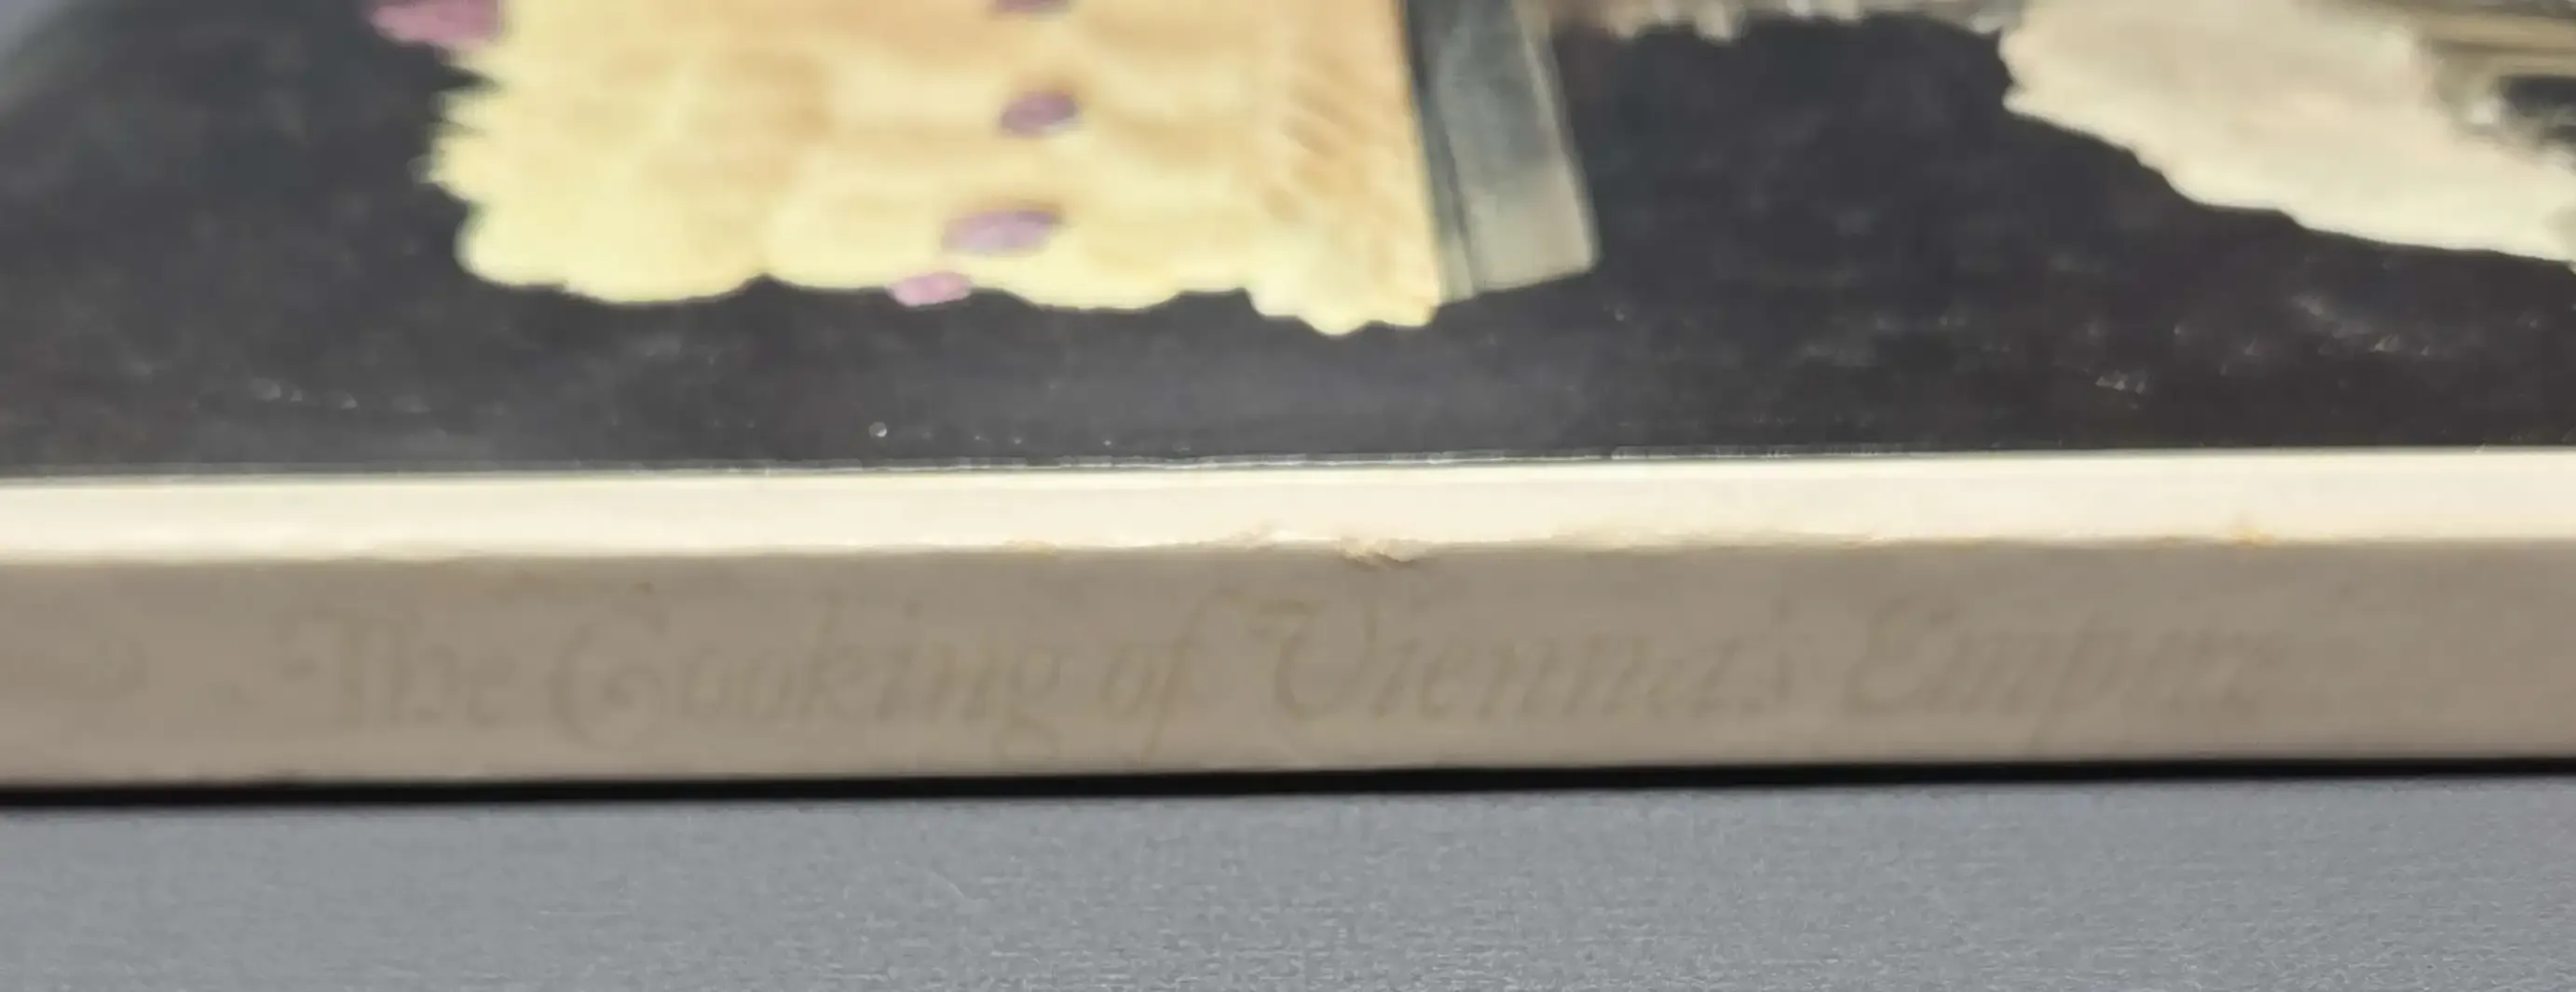 The Cooking of Vienna's Empire